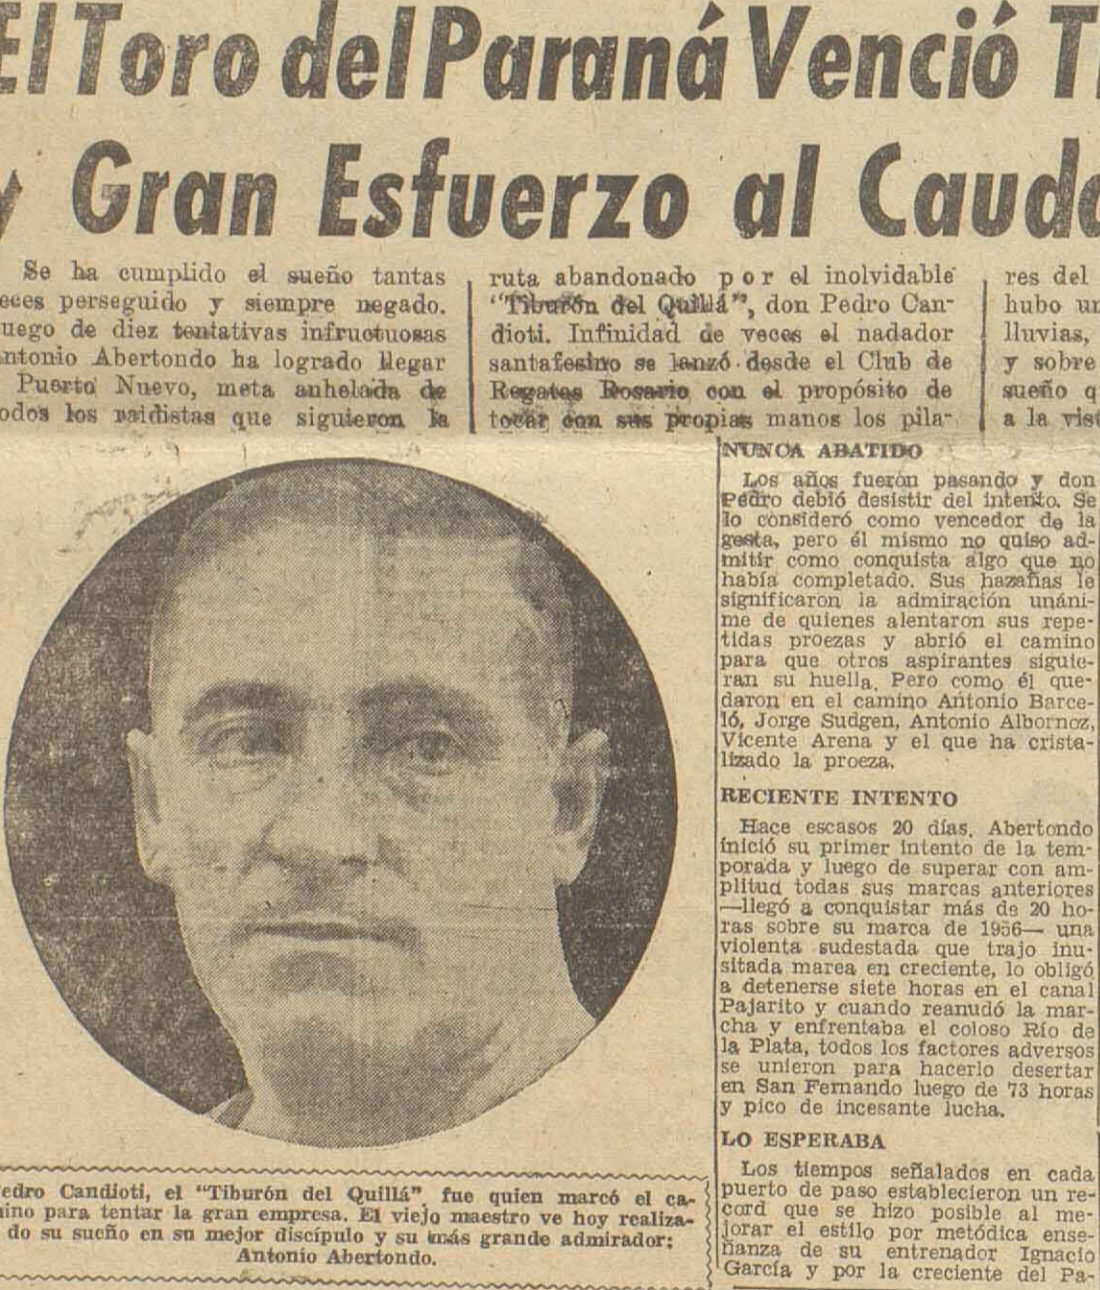 El Toro del Paraná Venció
y Gran Esfuerzo al
Se ha cumplido el sueño tantas
eces perseguido y siempre negado.
uego de diez tentativas infructuosas
ntonio Abertondo ha logrado llegar
Puerto Nuevo, meta anhelada de
odos los raidistas que siguieron la
ruta abandonado por el inolvidable
"Tiburón del Quillá", don Pedro Can-
dioti. Infinidad de veces el nadador
santafesino se lanzó desde el Club de
Regatas Rosario con el propósito de
tocar con sus propias manos los pila-
res del
hubo un
lluvias,
y sobre
sueño q
a la vist
NUNCA ABATIDO
Los años fueron pasando y don
Pedro debió desistir del intento. Se
lo consideró como vencedor de la
gesta, pero él mismo no quiso ad-
mitir como conquista algo que no
había completado. Sus hazañas le
significaron la admiración unáni-
me de quienes alentaron sus repe-
tidas proezas y abrió el camino
para que otros aspirantes siguie-
ran su huella. Pero como él que-
daron en el camino Antonio Barce-
ló, Jorge Sudgen, Antonio Albornoz,
Vicente Arena y el que ha crista-
lizado la proeza.
RECIENTE INTENTO
Hace escasos 20 días, Abertondo
inició su primer intento de la tem-
porada y luego de superar con am-
plitud todas sus marcas anteriores
—llegó a conquistar más de 20 ho-
ras sobre su marca de 1956— una
violenta sudestada que trajo inu-
sitada marea en creciente, lo obligó
a detenerse siete horas en el canal
Pajarito y cuando reanudó la mar-
cha y enfrentaba el coloso Río de
la Plata, todos los factores adversos
se unieron para hacerlo desertar
en San Fernando luego de 73 horas
y pico de incesante lucha.
LO ESPERABA
Los tiempos señalados en cada
puerto de paso establecieron un re-
cord que se hizo posible al me-
jorar el estilo por metódica ense-
ñanza de su entrenador Ignacio
García y por la creciente del Pa-
edro Candioti, el "Tiburón del Quillá" fue quien marcó el ca-
mino para tentar la gran empresa. El viejo maestro ve hoy realiza-
do su sueño en su mejor discípulo y su más grande admirador:
Antonio Abertondo.